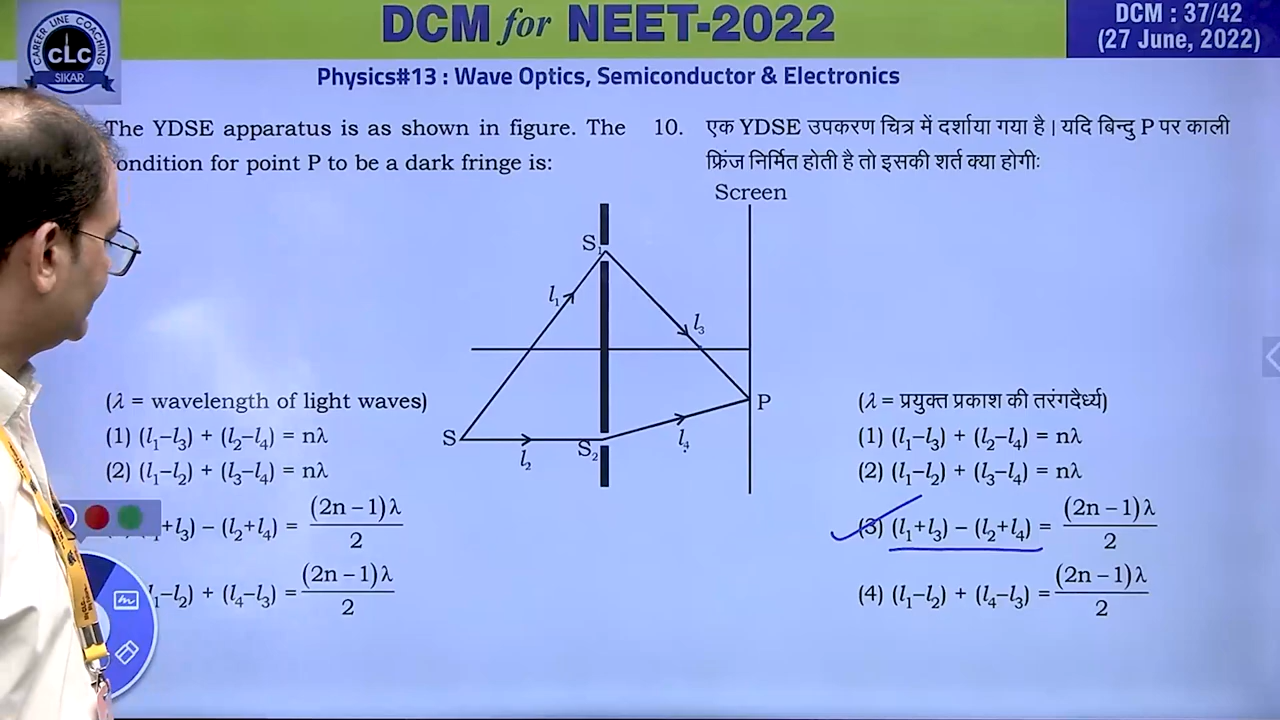 DCM for NEET-2022
DCM : 37/42
(27 June, 2022)
CAREER LINE COACHING
CLC
SIKAR
Physics#13 : Wave Optics, Semiconductor & Electronics
The YDSE apparatus is as shown in figure. The
condition for point P to be a dark fringe is:
10. एक YDSE उपकरण चित्र में दर्शाया गया है। यदि बिन्दु P पर काली
फ्रिंज निर्मित होती है तो इसकी शर्त क्या होगीः
Screen
S₁
l₁
l₃
P
S
l₂
S₂
l₄
(λ = wavelength of light waves)
(1) (l₁–l₃) + (l₂–l₄) = nλ
(2) (l₁–l₂) + (l₃–l₄) = nλ
+l₃) – (l₂+l₄) = (2n – 1)λ / 2
l₁–l₂) + (l₄–l₃) = (2n – 1)λ / 2
(λ = प्रयुक्त प्रकाश की तरंगदैर्ध्य)
(1) (l₁–l₃) + (l₂–l₄) = nλ
(2) (l₁–l₂) + (l₃–l₄) = nλ
(3) (l₁+l₃) – (l₂+l₄) = (2n – 1)λ / 2
(4) (l₁–l₂) + (l₄–l₃) = (2n – 1)λ / 2